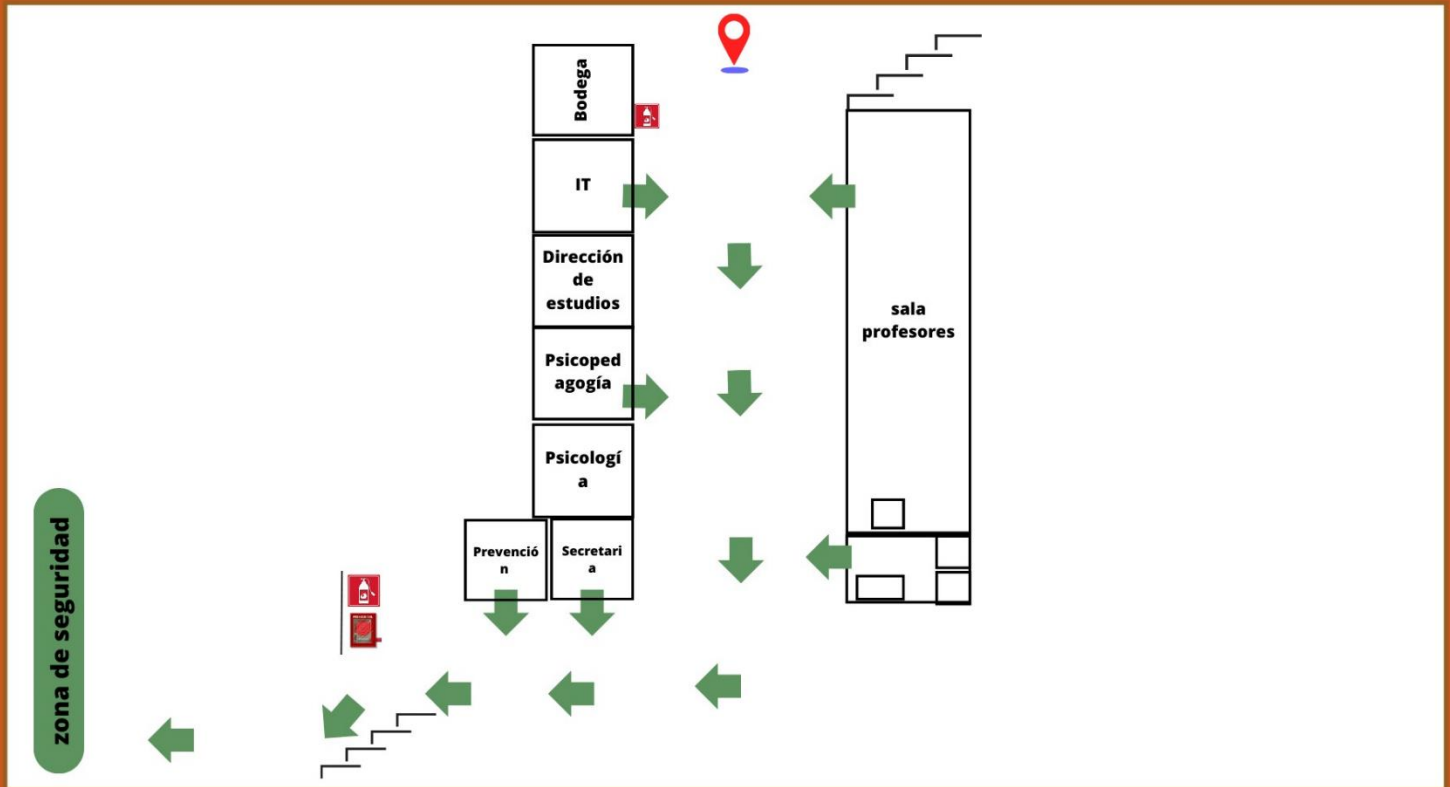 Bodega
IT
Dirección
de
estudios
Psicoped
agogía
Psicologí
a
Prevenció
n
Secretari
a
sala
profesores
zona de seguridad